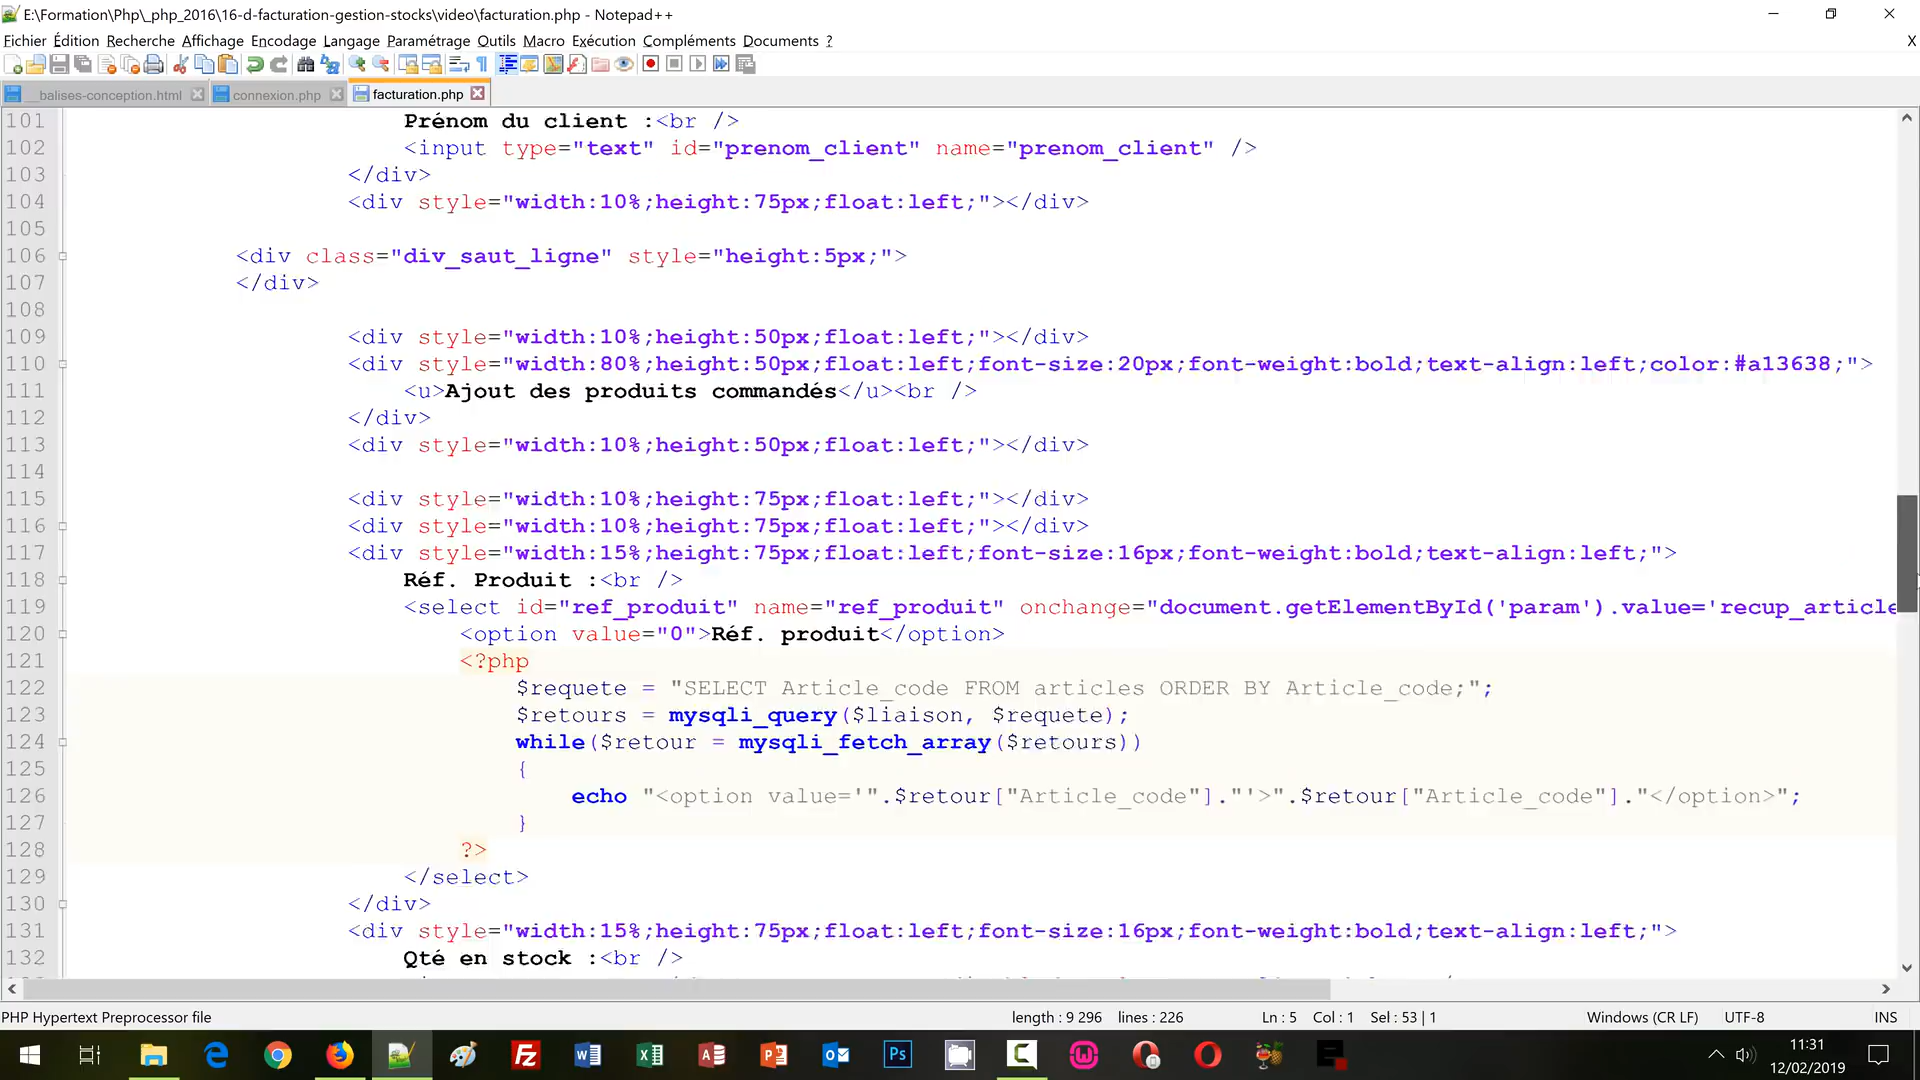 E:\Formation\Php\_php_2016\16-d-facturation-gestion-stocks\video\facturation.php - Notepad++
Fichier Édition Recherche Affichage Encodage Langage Paramétrage Outils Macro Exécution Compléments Documents ? X
__balises-conception.html connexion.php facturation.php
101 Prénom du client :<br />
102 <input type="text" id="prenom_client" name="prenom_client" />
103 </div>
104 <div style="width:10%;height:75px;float:left;"></div>
105
106 <div class="div_saut_ligne" style="height:5px;">
107 </div>
108
109 <div style="width:10%;height:50px;float:left;"></div>
110 <div style="width:80%;height:50px;float:left;font-size:20px;font-weight:bold;text-align:left;color:#a13638;">
111 <u>Ajout des produits commandés</u><br />
112 </div>
113 <div style="width:10%;height:50px;float:left;"></div>
114
115 <div style="width:10%;height:75px;float:left;"></div>
116 <div style="width:10%;height:75px;float:left;"></div>
117 <div style="width:15%;height:75px;float:left;font-size:16px;font-weight:bold;text-align:left;">
118 Réf. Produit :<br />
119 <select id="ref_produit" name="ref_produit" onchange="document.getElementById('param').value='recup_article
120 <option value="0">Réf. produit</option>
121 <?php
122 $requete = "SELECT Article_code FROM articles ORDER BY Article_code;";
123 $retours = mysqli_query($liaison, $requete);
124 while($retour = mysqli_fetch_array($retours))
125 {
126 echo "<option value='".$retour["Article_code"]."'>".$retour["Article_code"]."</option>";
127 }
128 ?>
129 </select>
130 </div>
131 <div style="width:15%;height:75px;float:left;font-size:16px;font-weight:bold;text-align:left;">
132 Qté en stock :<br />
PHP Hypertext Preprocessor file length : 9 296 lines : 226 Ln : 5 Col : 1 Sel : 53 | 1 Windows (CR LF) UTF-8 INS
11:31
12/02/2019